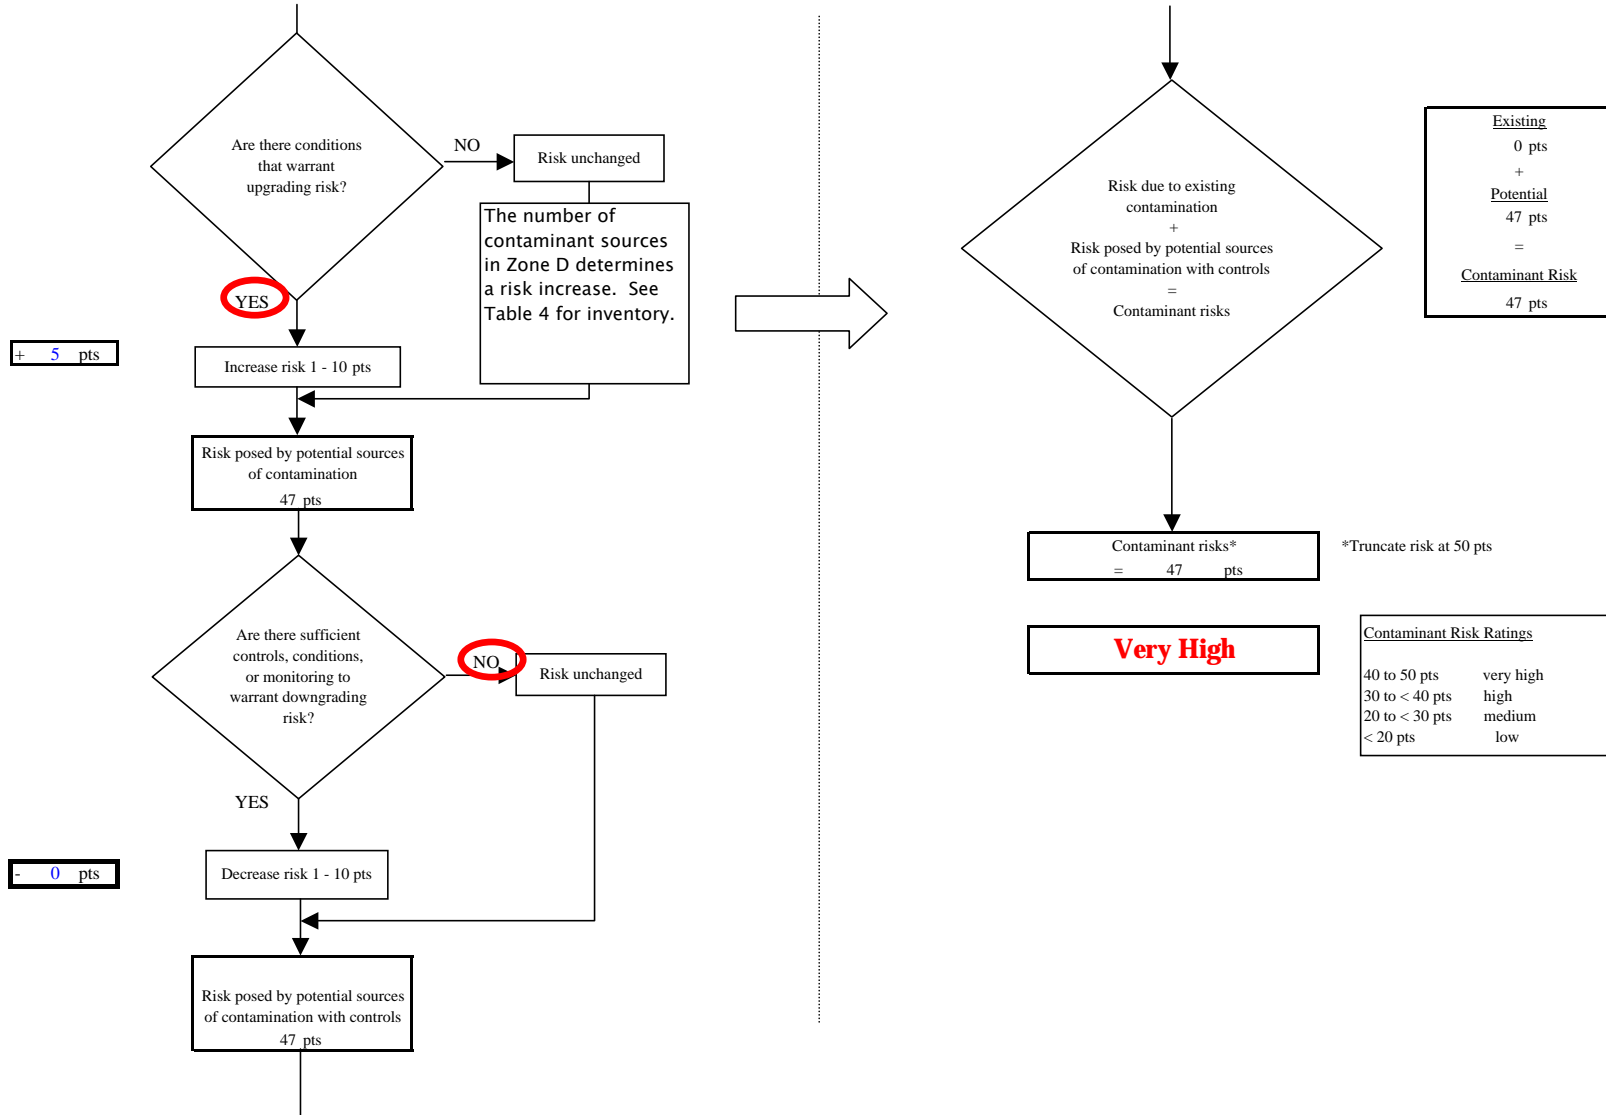 Are there conditions
that warrant
upgrading risk?
NO
Risk unchanged
The number of
contaminant sources
in Zone D determines
a risk increase.  See
Table 4 for inventory.
YES
+ 5 pts
Increase risk 1 - 10 pts
Risk posed by potential sources
of contamination
47 pts
Are there sufficient
controls, conditions,
or monitoring to
warrant downgrading
risk?
NO
Risk unchanged
YES
- 0 pts
Decrease risk 1 - 10 pts
Risk posed by potential sources
of contamination with controls
47 pts
Risk due to existing
contamination
+
Risk posed by potential sources
of contamination with controls
=
Contaminant risks
Existing
0 pts
+
Potential
47 pts
=
Contaminant Risk
47 pts
Contaminant risks*
= 47 pts
*Truncate risk at 50 pts
Very High
Contaminant Risk Ratings
40 to 50 pts very high
30 to < 40 pts high
20 to < 30 pts medium
< 20 pts low